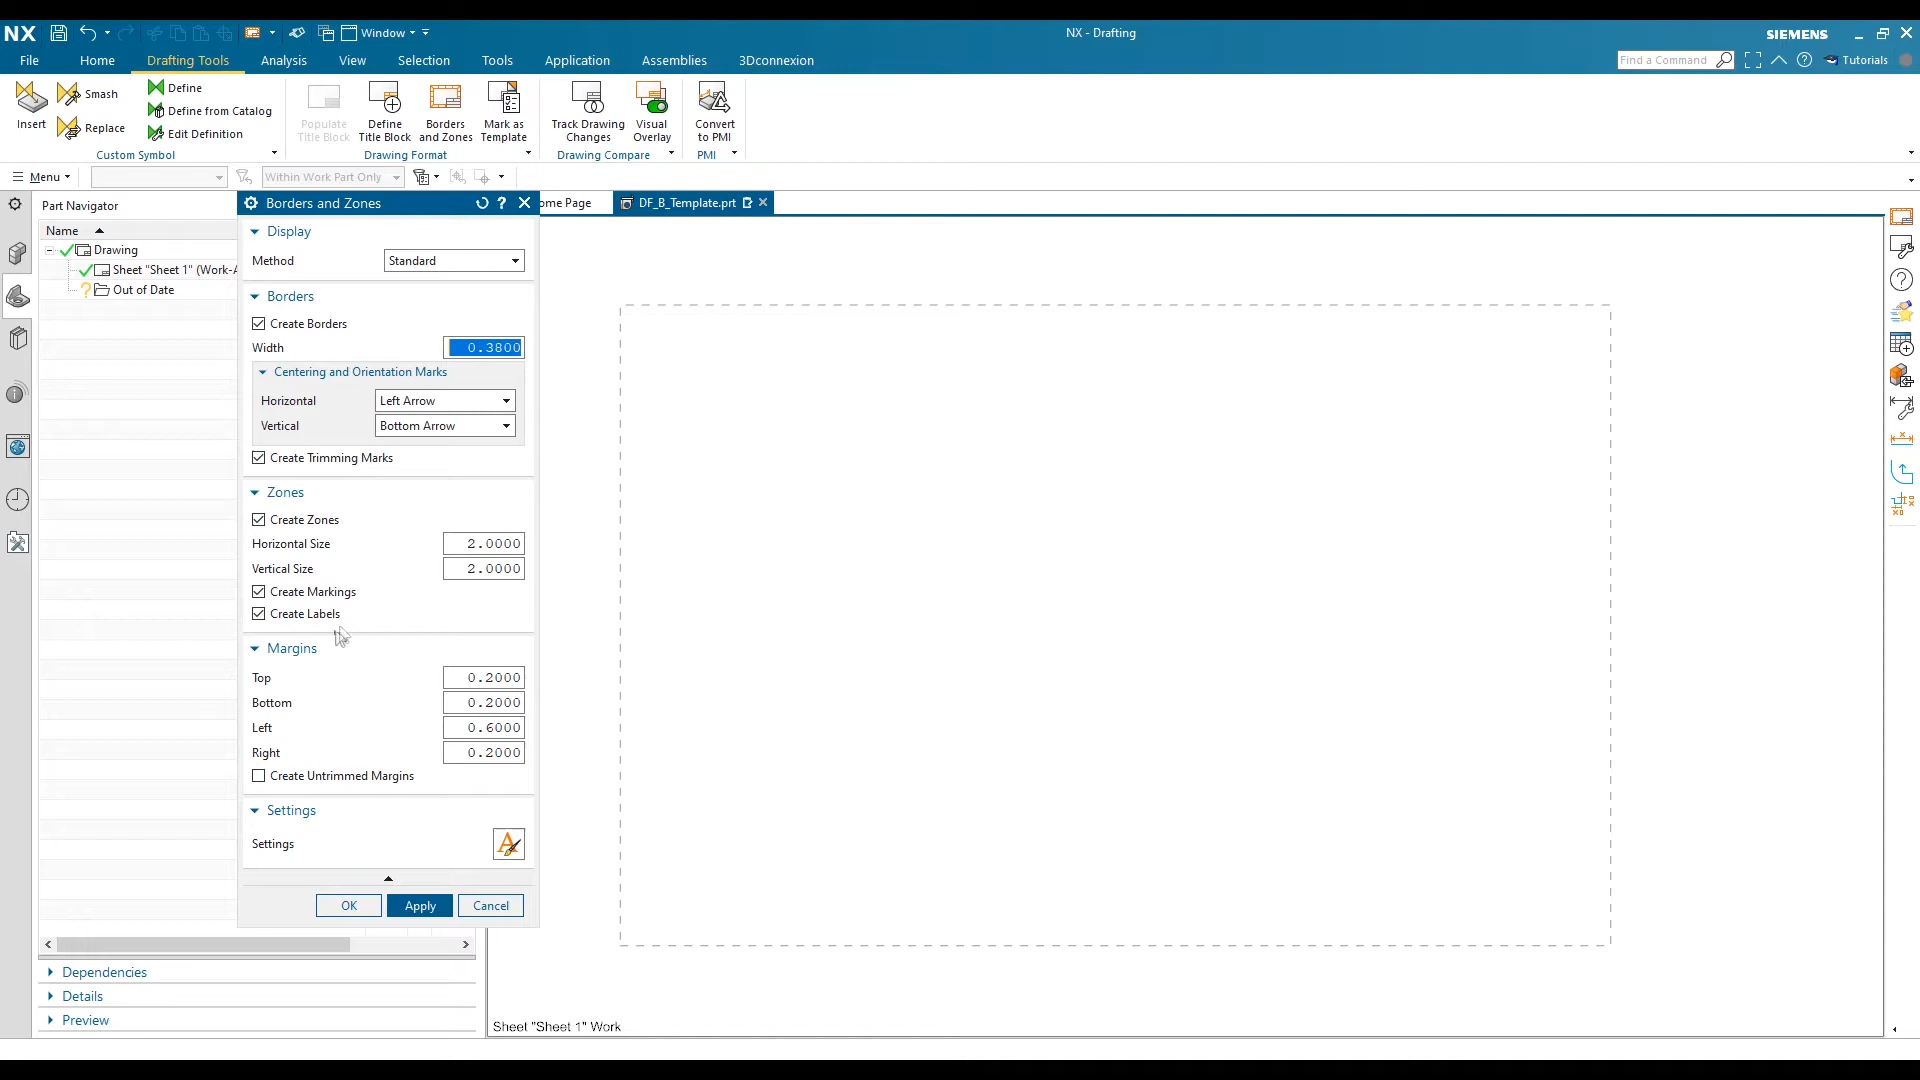 NX
Window
NX - Drafting
SIEMENS
File
Home
Drafting Tools
Analysis
View
Selection
Tools
Application
Assemblies
3Dconnexion
Find a Command
Tutorials
Insert
Smash
Replace
Define
Define from Catalog
Edit Definition
Custom Symbol
Populate
Title Block
Define
Title Block
Borders
and Zones
Mark as
Template
Drawing Format
Track Drawing
Changes
Visual
Overlay
Drawing Compare
Convert
to PMI
PMI
Menu
Within Work Part Only
Part Navigator
Name
Drawing
Sheet "Sheet 1" (Work-A
Out of Date
Dependencies
Details
Preview
Borders and Zones
Display
Method
Standard
Borders
Create Borders
Width
0.3800
Centering and Orientation Marks
Horizontal
Left Arrow
Vertical
Bottom Arrow
Create Trimming Marks
Zones
Create Zones
Horizontal Size
2.0000
Vertical Size
2.0000
Create Markings
Create Labels
Margins
Top
0.2000
Bottom
0.2000
Left
0.6000
Right
0.2000
Create Untrimmed Margins
Settings
Settings
OK
Apply
Cancel
ome Page
DF_B_Template.prt
Sheet "Sheet 1" Work